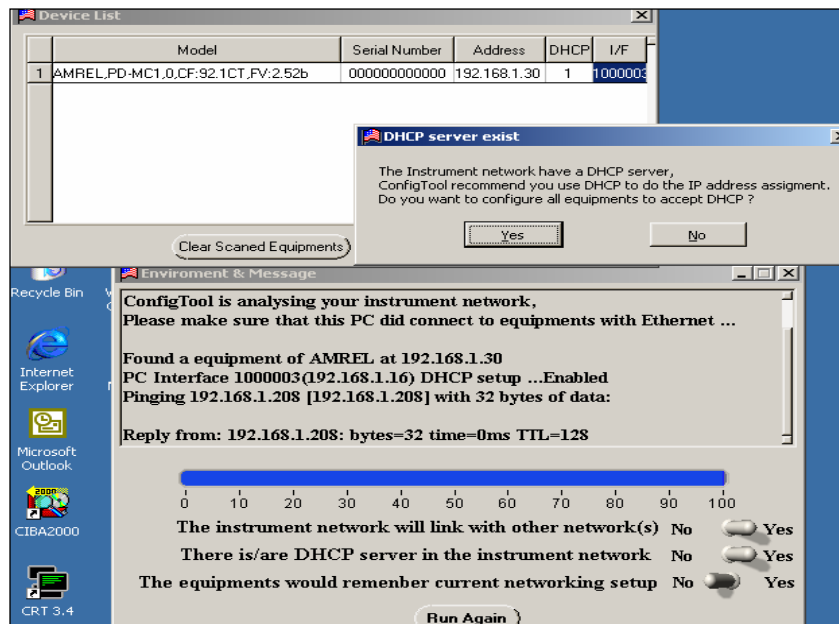 Device List
Model Serial Number Address DHCP I/F
1 AMREL,PD-MC1,0,CF:92.1CT,FV:2.52b 000000000000 192.168.1.30 1 1000003
DHCP server exist
The Instrument network have a DHCP server,
ConfigTool recommend you use DHCP to do the IP address assigment.
Do you want to configure all equipments to accept DHCP ?
Yes No
Clear Scaned Equipments
Enviroment & Message
ConfigTool is analysing your instrument network,
Please make sure that this PC did connect to equipments with Ethernet ...
Found a equipment of AMREL at 192.168.1.30
PC Interface 1000003(192.168.1.16) DHCP setup ...Enabled
Pinging 192.168.1.208 [192.168.1.208] with 32 bytes of data:
Reply from: 192.168.1.208: bytes=32 time=0ms TTL=128
0 10 20 30 40 50 60 70 80 90 100
The instrument network will link with other network(s) No Yes
There is/are DHCP server in the instrument network No Yes
The equipments would remenber current networking setup No Yes
Run Again
Recycle Bin
Internet
Explorer
Microsoft
Outlook
2000
CIBA2000
CRT 3.4